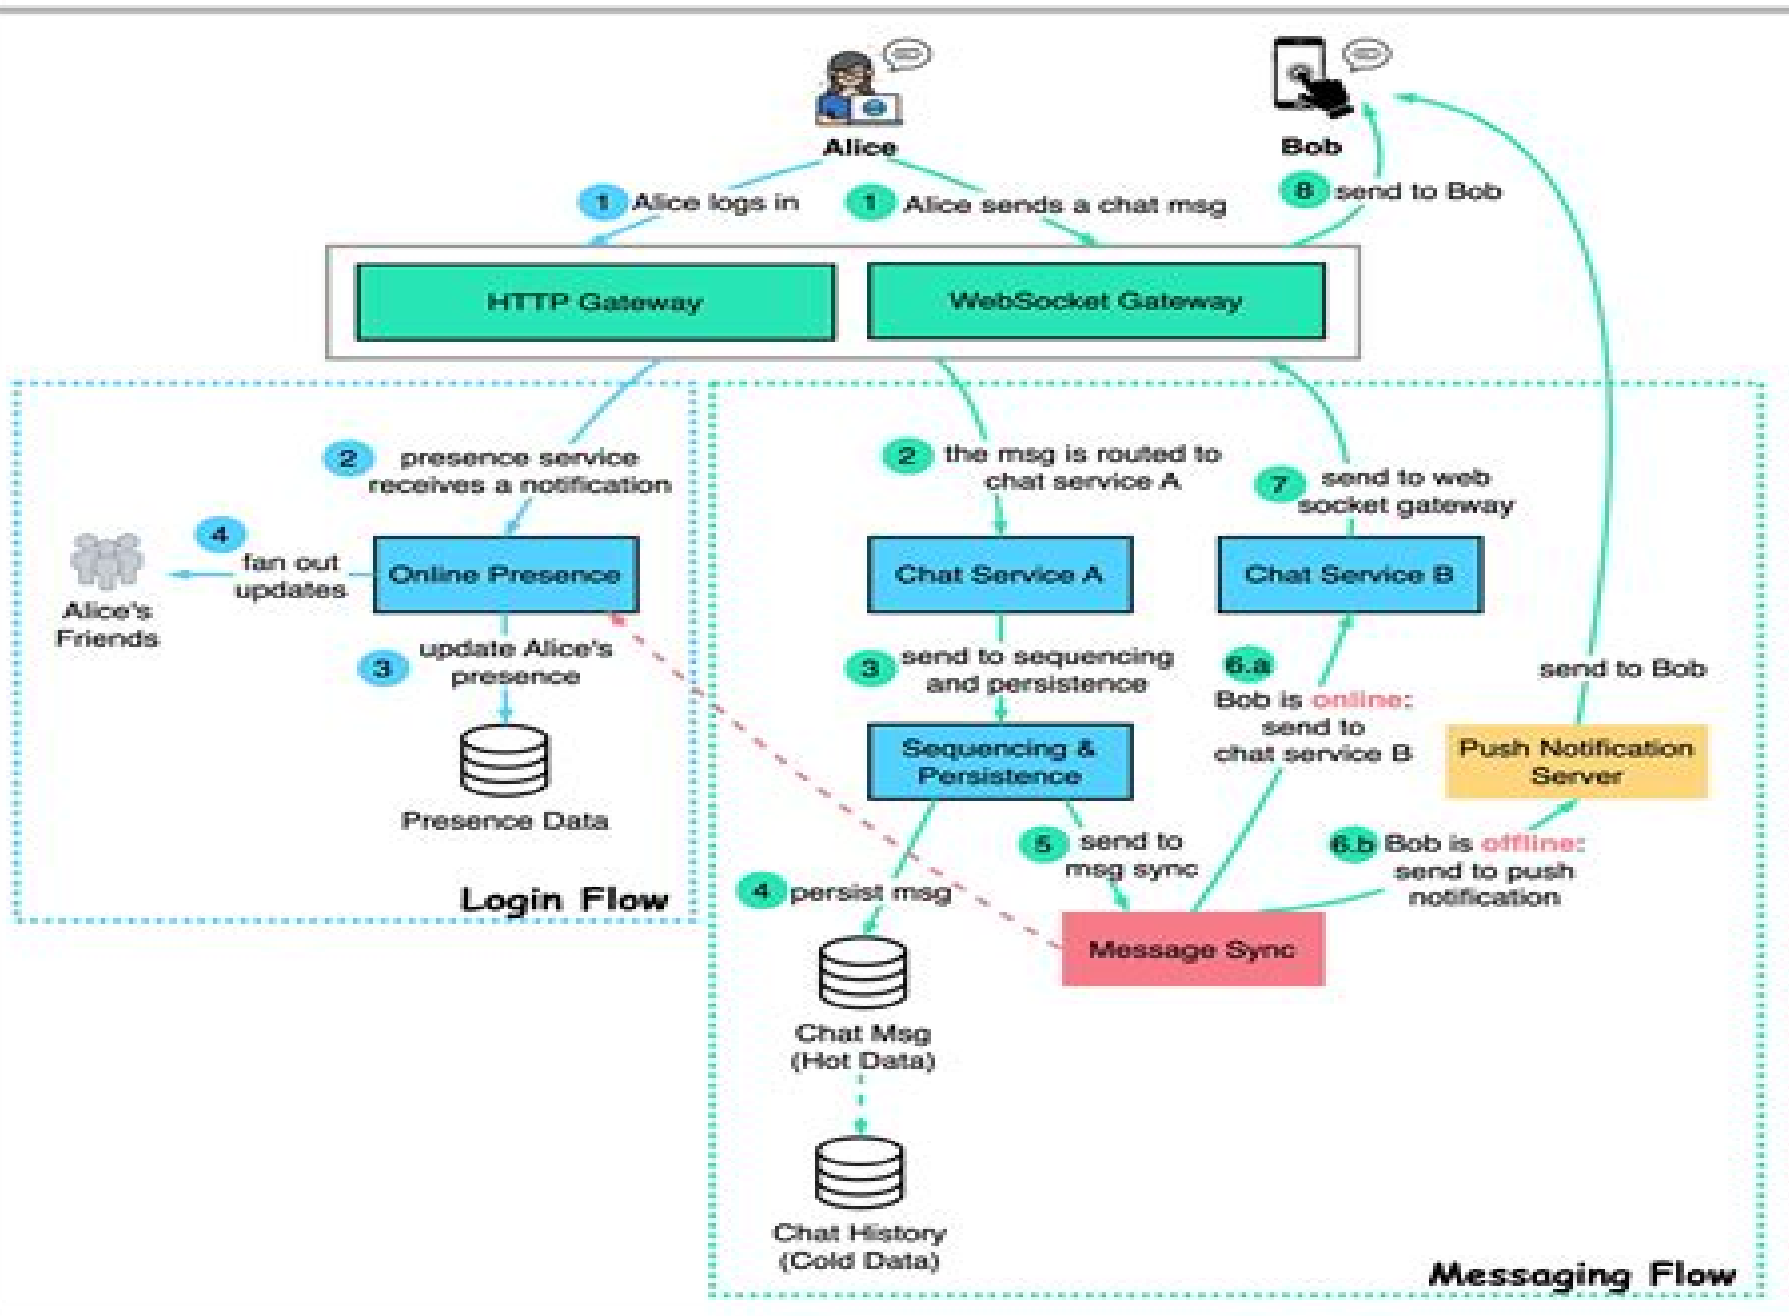 Alice
Bob
1 Alice logs in
1 Alice sends a chat msg
8 send to Bob
HTTP Gateway
WebSocket Gateway
2 presence service
receives a notification
2 the msg is routed to
chat service A
7 send to web
socket gateway
4
fan out
updates
Alice's
Friends
Online Presence
Chat Service A
Chat Service B
3 update Alice's
presence
3 send to sequencing
and persistence
6.a
Bob is online:
send to
chat service B
send to Bob
Presence Data
Sequencing &
Persistence
Push Notification
Server
Login Flow
4 persist msg
5 send to
msg sync
6.b Bob is offline:
send to push
notification
Message Sync
Chat Msg
(Hot Data)
Chat History
(Cold Data)
Messaging Flow